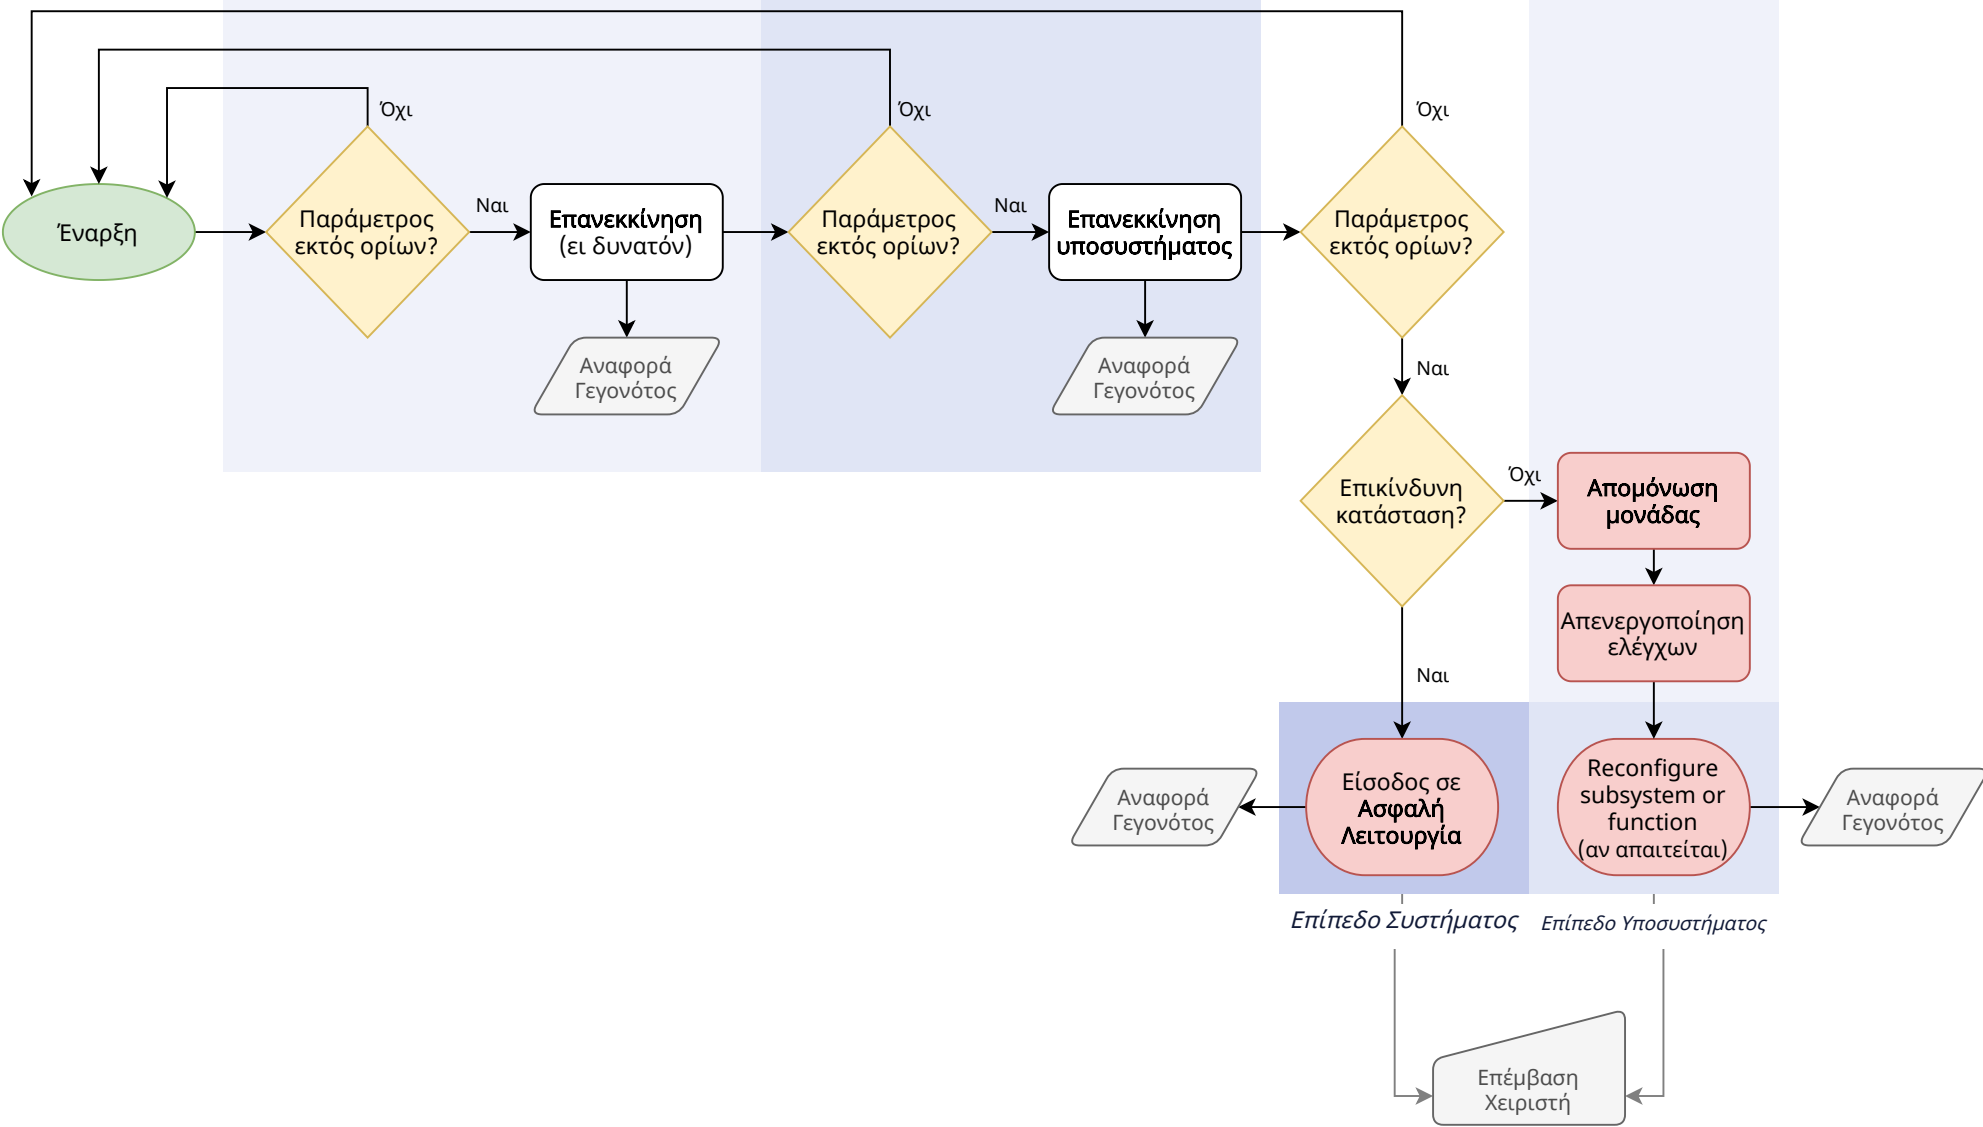 Όχι
Όχι
Όχι
Έναρξη
Παράμετρος
εκτός ορίων?
Ναι
Επανεκκίνηση
(ει δυνατόν)
Παράμετρος
εκτός ορίων?
Ναι
Επανεκκίνηση
υποσυστήματος
Παράμετρος
εκτός ορίων?
Αναφορά
Γεγονότος
Αναφορά
Γεγονότος
Ναι
Επικίνδυνη
κατάσταση?
Όχι
Απομόνωση
μονάδας
Απενεργοποίηση
ελέγχων
Ναι
Αναφορά
Γεγονότος
Είσοδος σε
Ασφαλή
Λειτουργία
Reconfigure
subsystem or
function
(αν απαιτείται)
Αναφορά
Γεγονότος
Επίπεδο Συστήματος
Επίπεδο Υποσυστήματος
Επέμβαση
Χειριστή